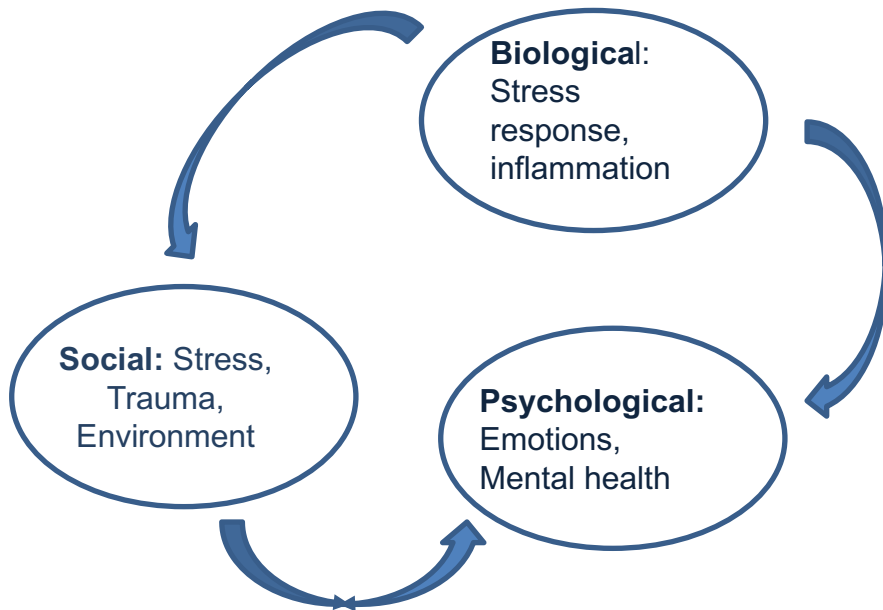 Biological:
Stress
response,
inflammation
Social: Stress,
Trauma,
Environment
Psychological:
Emotions,
Mental health